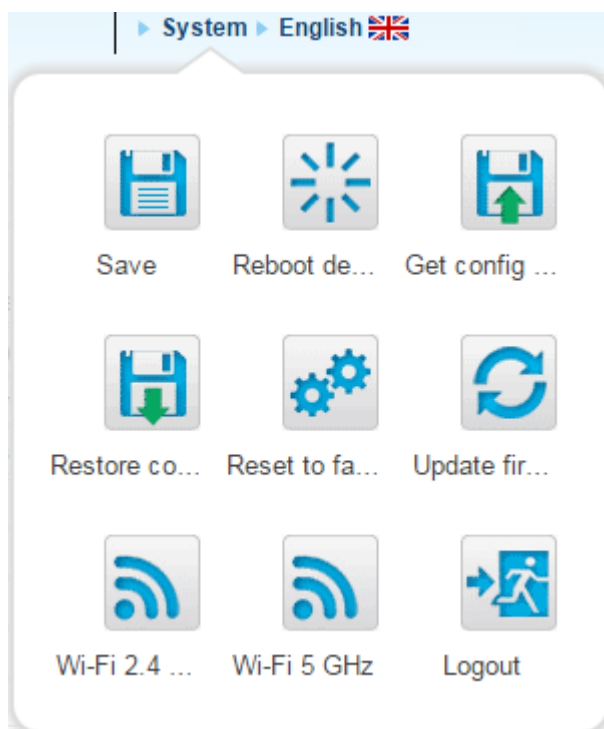 System English
Save Reboot de... Get config ...
Restore co... Reset to fa... Update fir...
Wi-Fi 2.4 ... Wi-Fi 5 GHz Logout